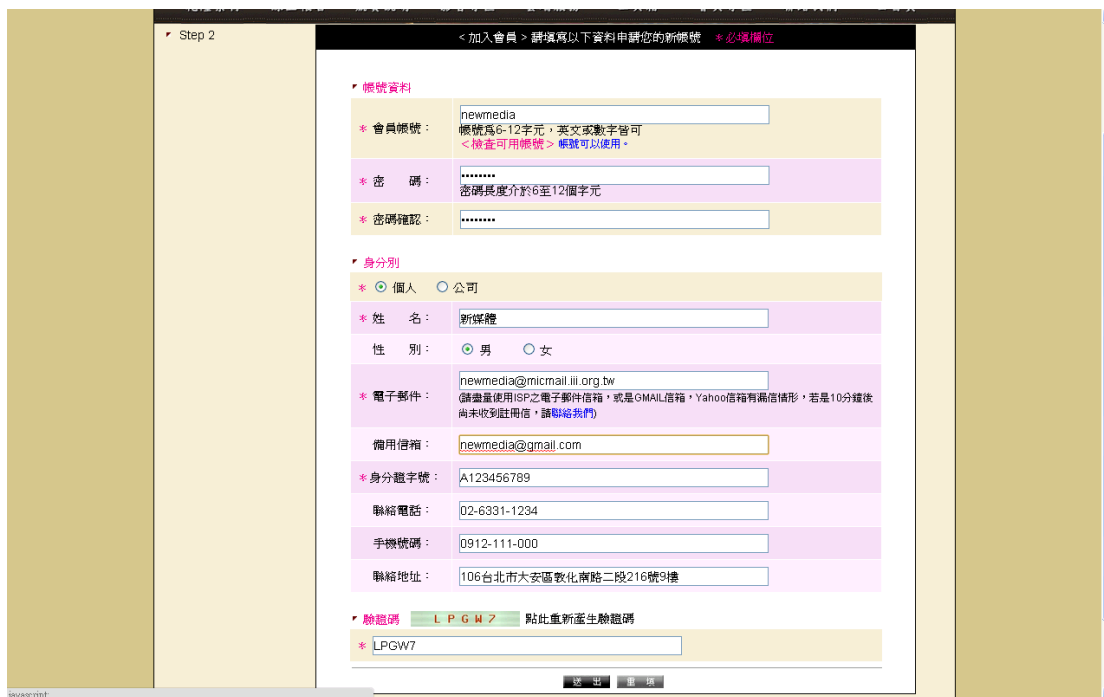 Step 2
< 加入會員 > 請填寫以下資料申請您的新帳號 *必填欄位
帳號資料
* 會員帳號：
newmedia
帳號為6-12字元，英文或數字皆可
＜檢查可用帳號＞帳號可以使用。
* 密 碼：
••••••••
密碼長度介於6至12個字元
* 密碼確認：
••••••••
身分別
* 個人 公司
* 姓 名：
新媒體
性 別：
男 女
* 電子郵件：
newmedia@micmail.iii.org.tw
(請盡量使用ISP之電子郵件信箱，或是GMAIL信箱，Yahoo信箱有漏信情形，若是10分鐘後
尚未收到註冊信，請聯絡我們)
備用信箱：
newmedia@gmail.com
* 身分證字號：
A123456789
聯絡電話：
02-6331-1234
手機號碼：
0912-111-000
聯絡地址：
106台北市大安區敦化南路二段216號9樓
驗證碼 LPGW7 點此重新產生驗證碼
* LPGW7
送 出 重 填
javascript: